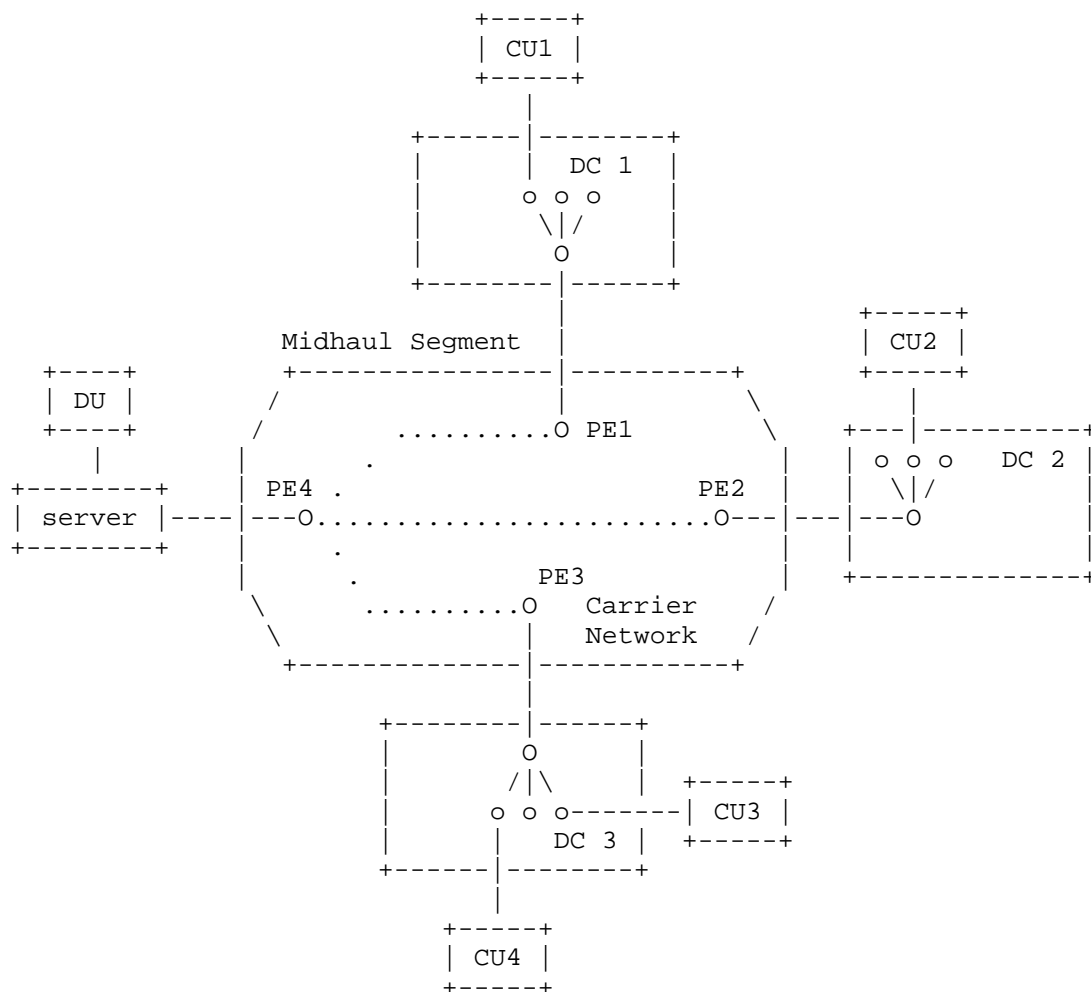 CU1
DC 1
o o o
O
Midhaul Segment
CU2
DU
O PE1
o o o DC 2
PE4 PE2
server O O O
PE3
O Carrier
Network
O
o o o CU3
DC 3
CU4